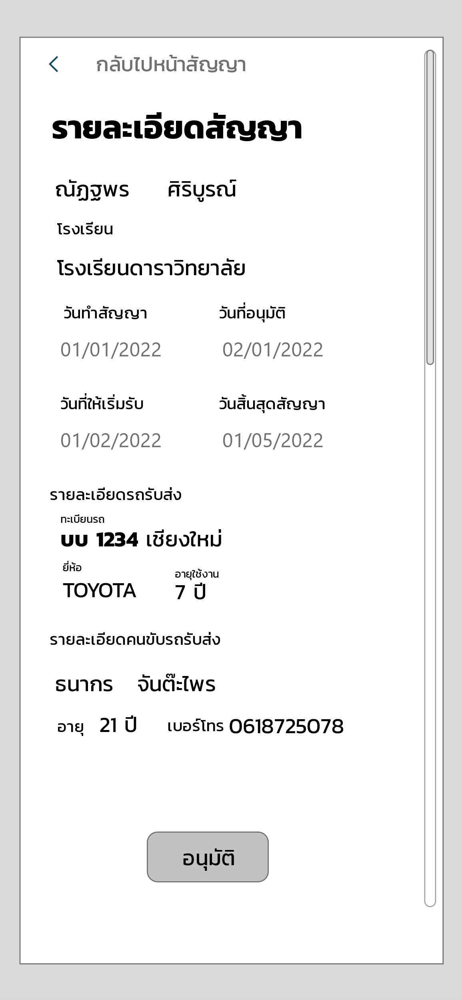 กลับไปหน้าสัญญา
รายละเอียดสัญญา
ณัฏฐพร ศิริบูรณ์
โรงเรียน
โรงเรียนดาราวิทยาลัย
วันทำสัญญา วันที่อนุมัติ
01/01/2022 02/01/2022
วันที่ให้เริ่มรับ วันสิ้นสุดสัญญา
01/02/2022 01/05/2022
รายละเอียดรถรับส่ง
ทะเบียนรถ
บบ 1234 เชียงใหม่
ยี่ห้อ อายุใช้งาน
TOYOTA 7 ปี
รายละเอียดคนขับรถรับส่ง
ธนากร จันต๊ะไพร
อายุ 21 ปี เบอร์โทร 0618725078
อนุมัติ